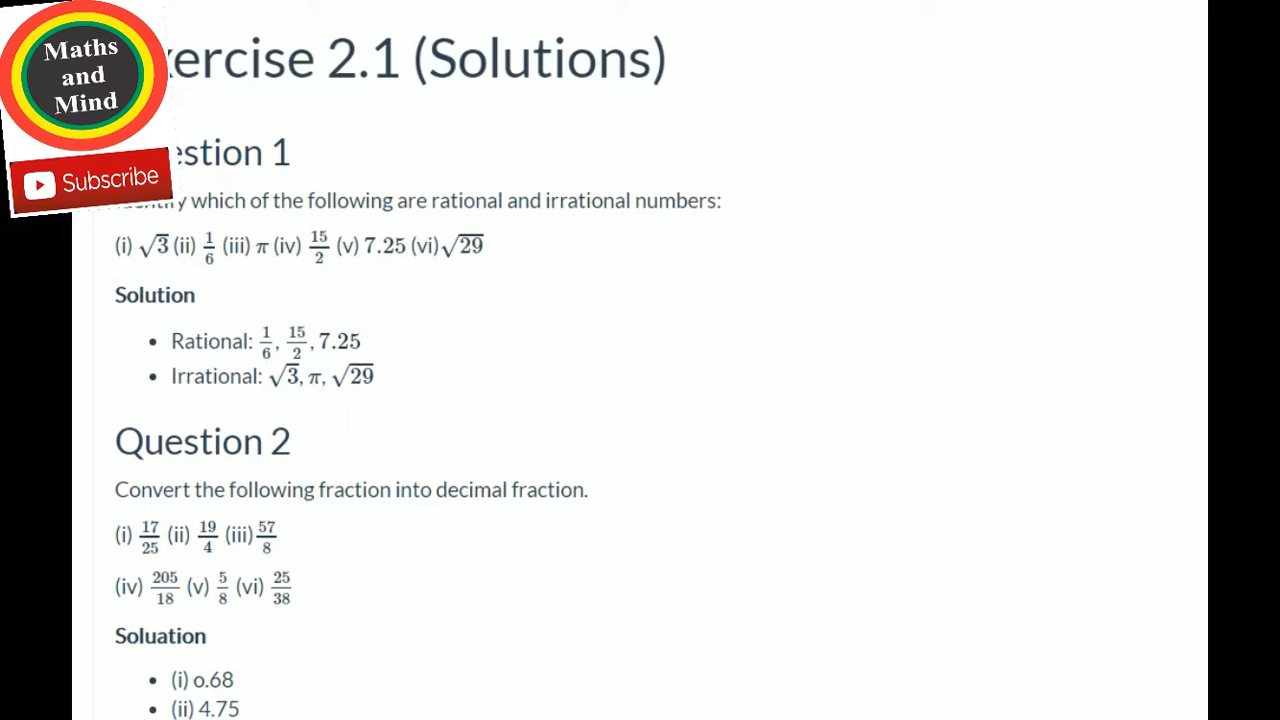 Maths
and
Mind
Subscribe
ercise 2.1 (Solutions)
estion 1
which of the following are rational and irrational numbers:
(i) √3 (ii) 1/6 (iii) π (iv) 15/2 (v) 7.25 (vi)√29
Solution
• Rational: 1/6, 15/2, 7.25
• Irrational: √3, π, √29
Question 2
Convert the following fraction into decimal fraction.
(i) 17/25 (ii) 19/4 (iii)57/8
(iv) 205/18 (v) 5/8 (vi) 25/38
Soluation
• (i) o.68
• (ii) 4.75